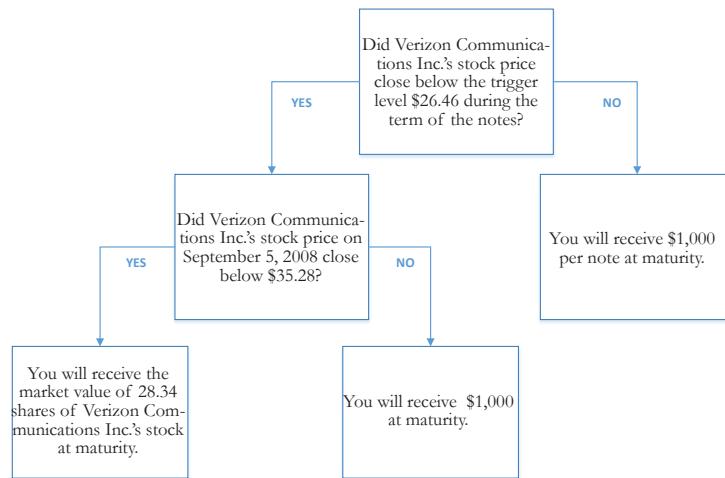 Did Verizon Communica-
tions Inc.'s stock price
close below the trigger
level $26.46 during the
term of the notes?
YES
NO
Did Verizon Communica-
tions Inc.'s stock price on
September 5, 2008 close
below $35.28?
You will receive $1,000
per note at maturity.
YES
NO
You will receive the
market value of 28.34
shares of Verizon Com-
munications Inc.'s stock
at maturity.
You will receive $1,000
at maturity.